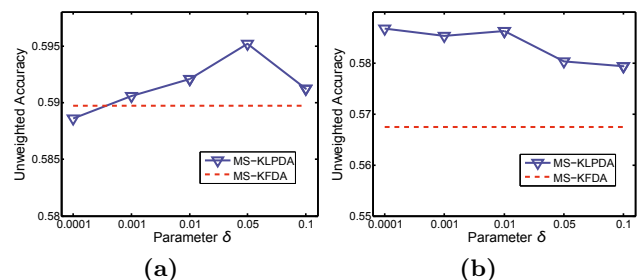 0.595
0.59
0.585
0.58
Unweighted Accuracy
MS−KLPDA
MS−KFDA
0.0001 0.001 0.01 0.05 0.1
Parameter δ
(a)
0.58
0.57
0.56
0.55
Unweighted Accuracy
MS−KLPDA
MS−KFDA
0.0001 0.001 0.01 0.05 0.1
Parameter δ
(b)